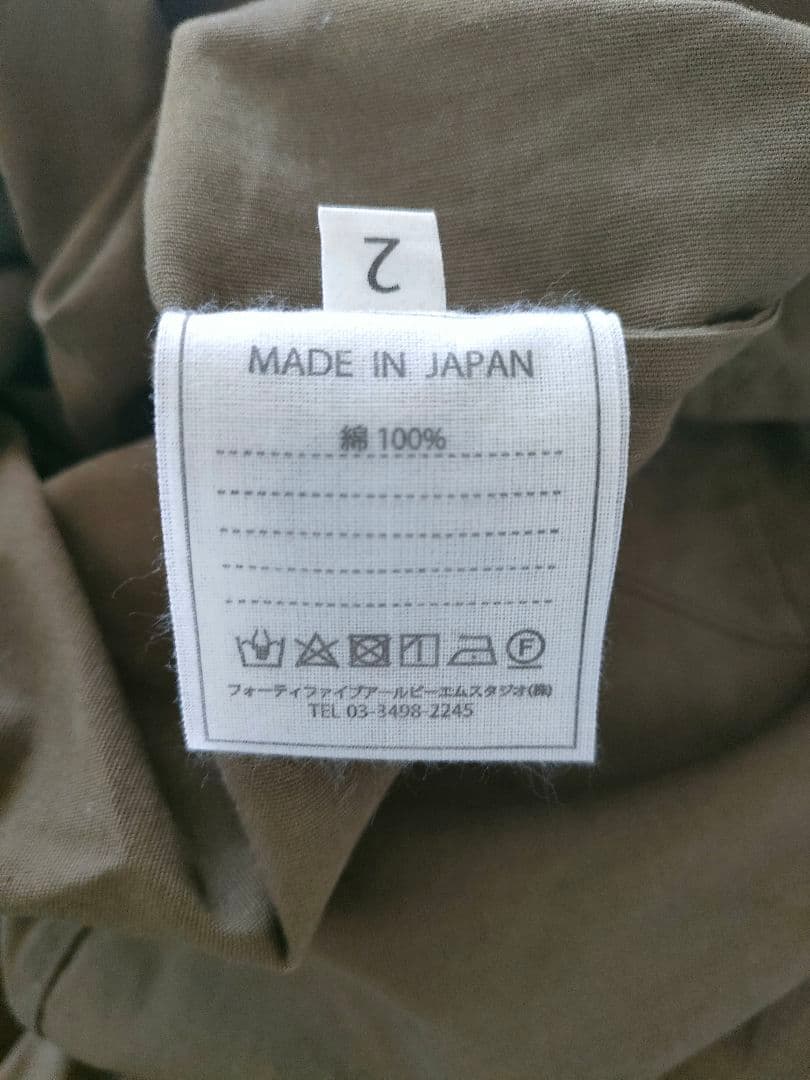 2
MADE IN JAPAN
綿 100%
F
フォーティファイブアールピーエムスタジオ(株)
TEL 03-3498-2245